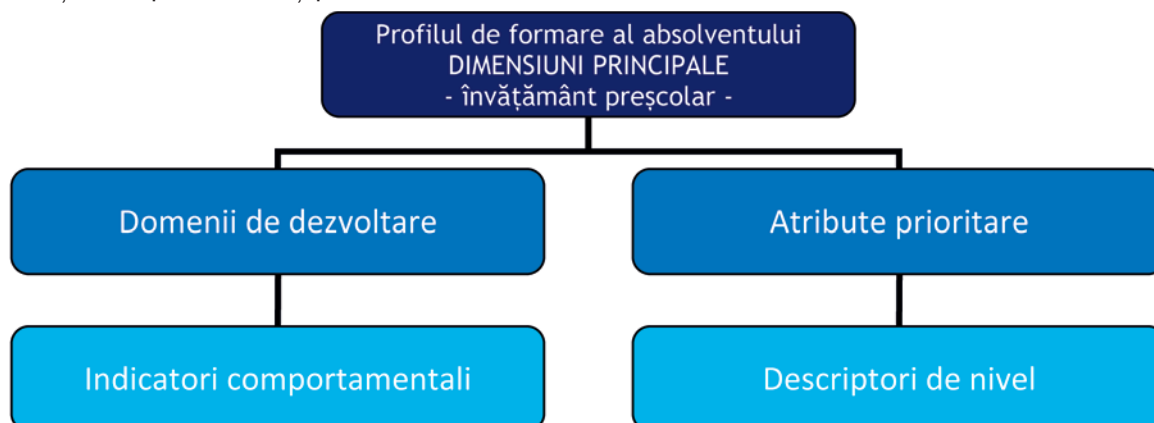 Profilul de formare al absolventului
DIMENSIUNI PRINCIPALE
- învățământ preșcolar -
Domenii de dezvoltare
Atribute prioritare
Indicatori comportamentali
Descriptori de nivel